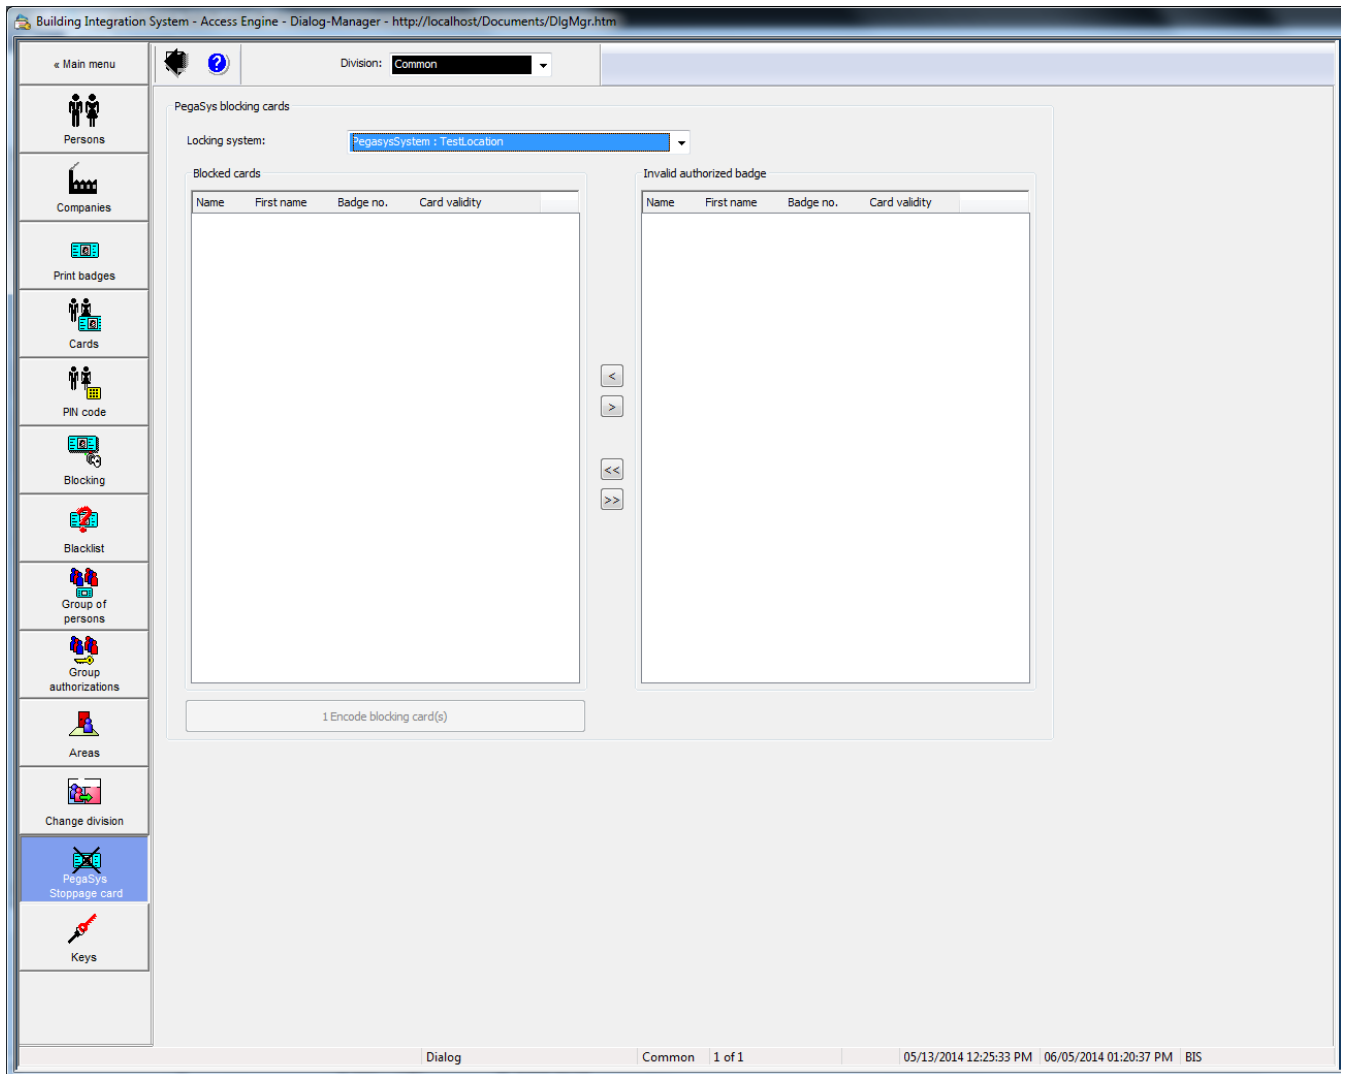 Building Integration System - Access Engine - Dialog-Manager - http://localhost/Documents/DlgMgr.htm
« Main menu
Division: Common
Persons
Companies
Print badges
Cards
PIN code
Blocking
Blacklist
Group of
persons
Group
authorizations
Areas
Change division
PegaSys
Stoppage card
Keys
PegaSys blocking cards
Locking system: PegasysSystem : TestLocation
Blocked cards
Name First name Badge no. Card validity
<
>
<<
>>
Invalid authorized badge
Name First name Badge no. Card validity
1 Encode blocking card(s)
Dialog Common 1 of 1 05/13/2014 12:25:33 PM 06/05/2014 01:20:37 PM BIS